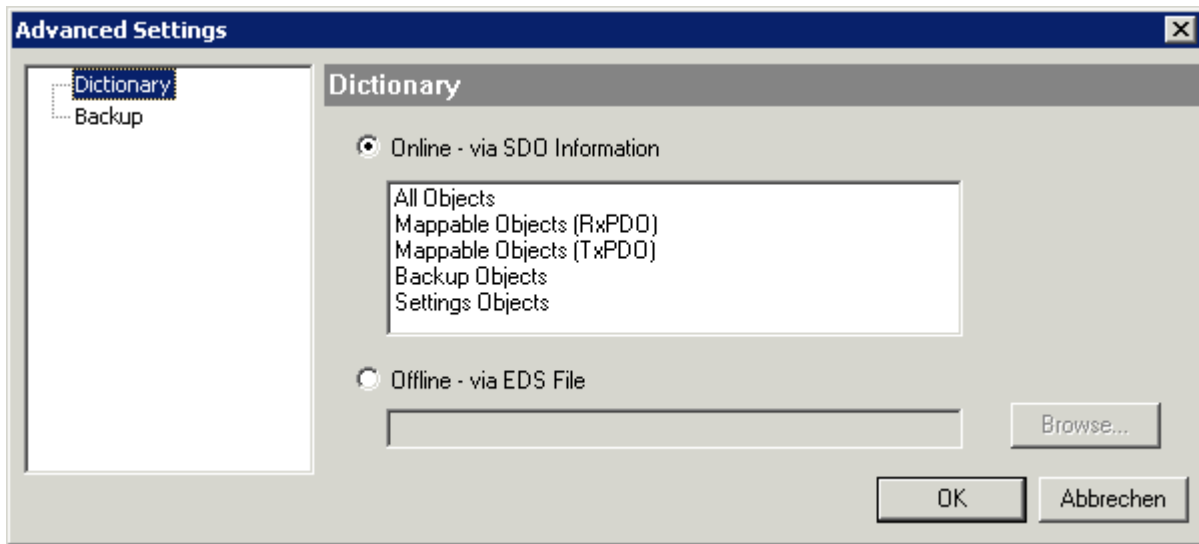 Advanced Settings
Dictionary
Backup
Dictionary
Online - via SDO Information
All Objects
Mappable Objects (RxPDO)
Mappable Objects (TxPDO)
Backup Objects
Settings Objects
Offline - via EDS File
Browse...
OK
Abbrechen